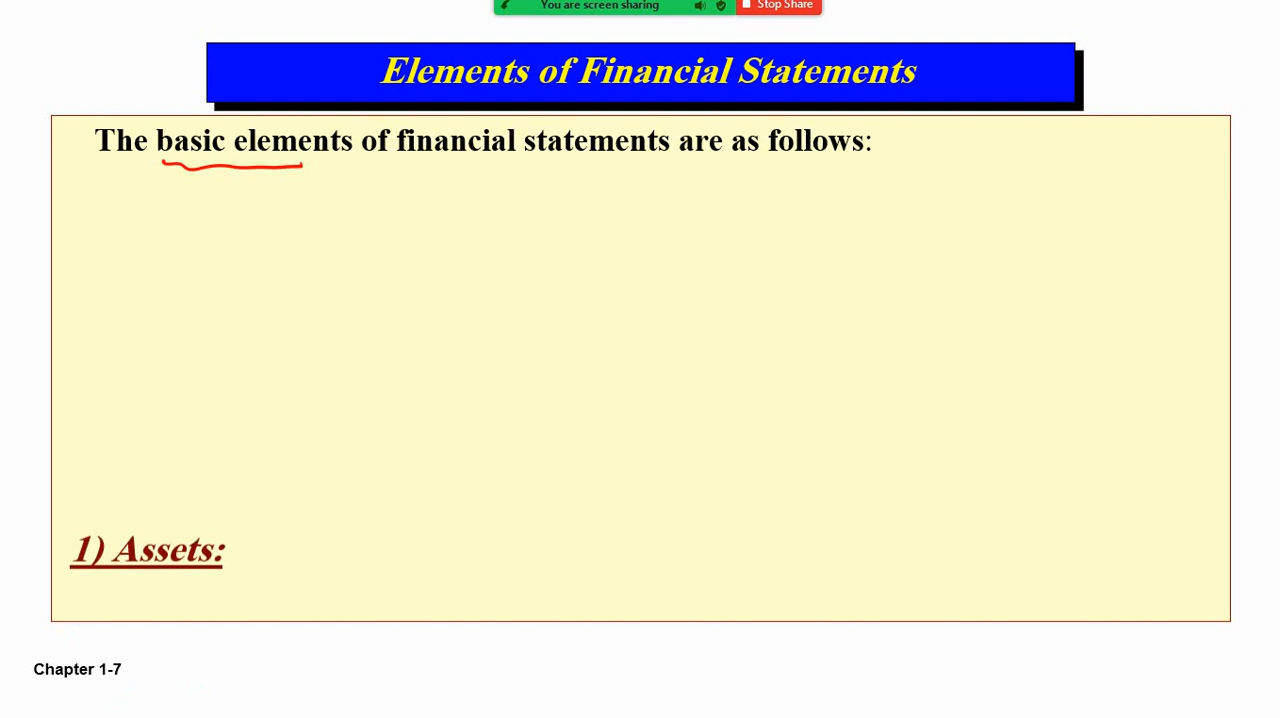 You are screen sharing Stop Share
Elements of Financial Statements
The basic elements of financial statements are as follows:
1) Assets:
Chapter 1-7